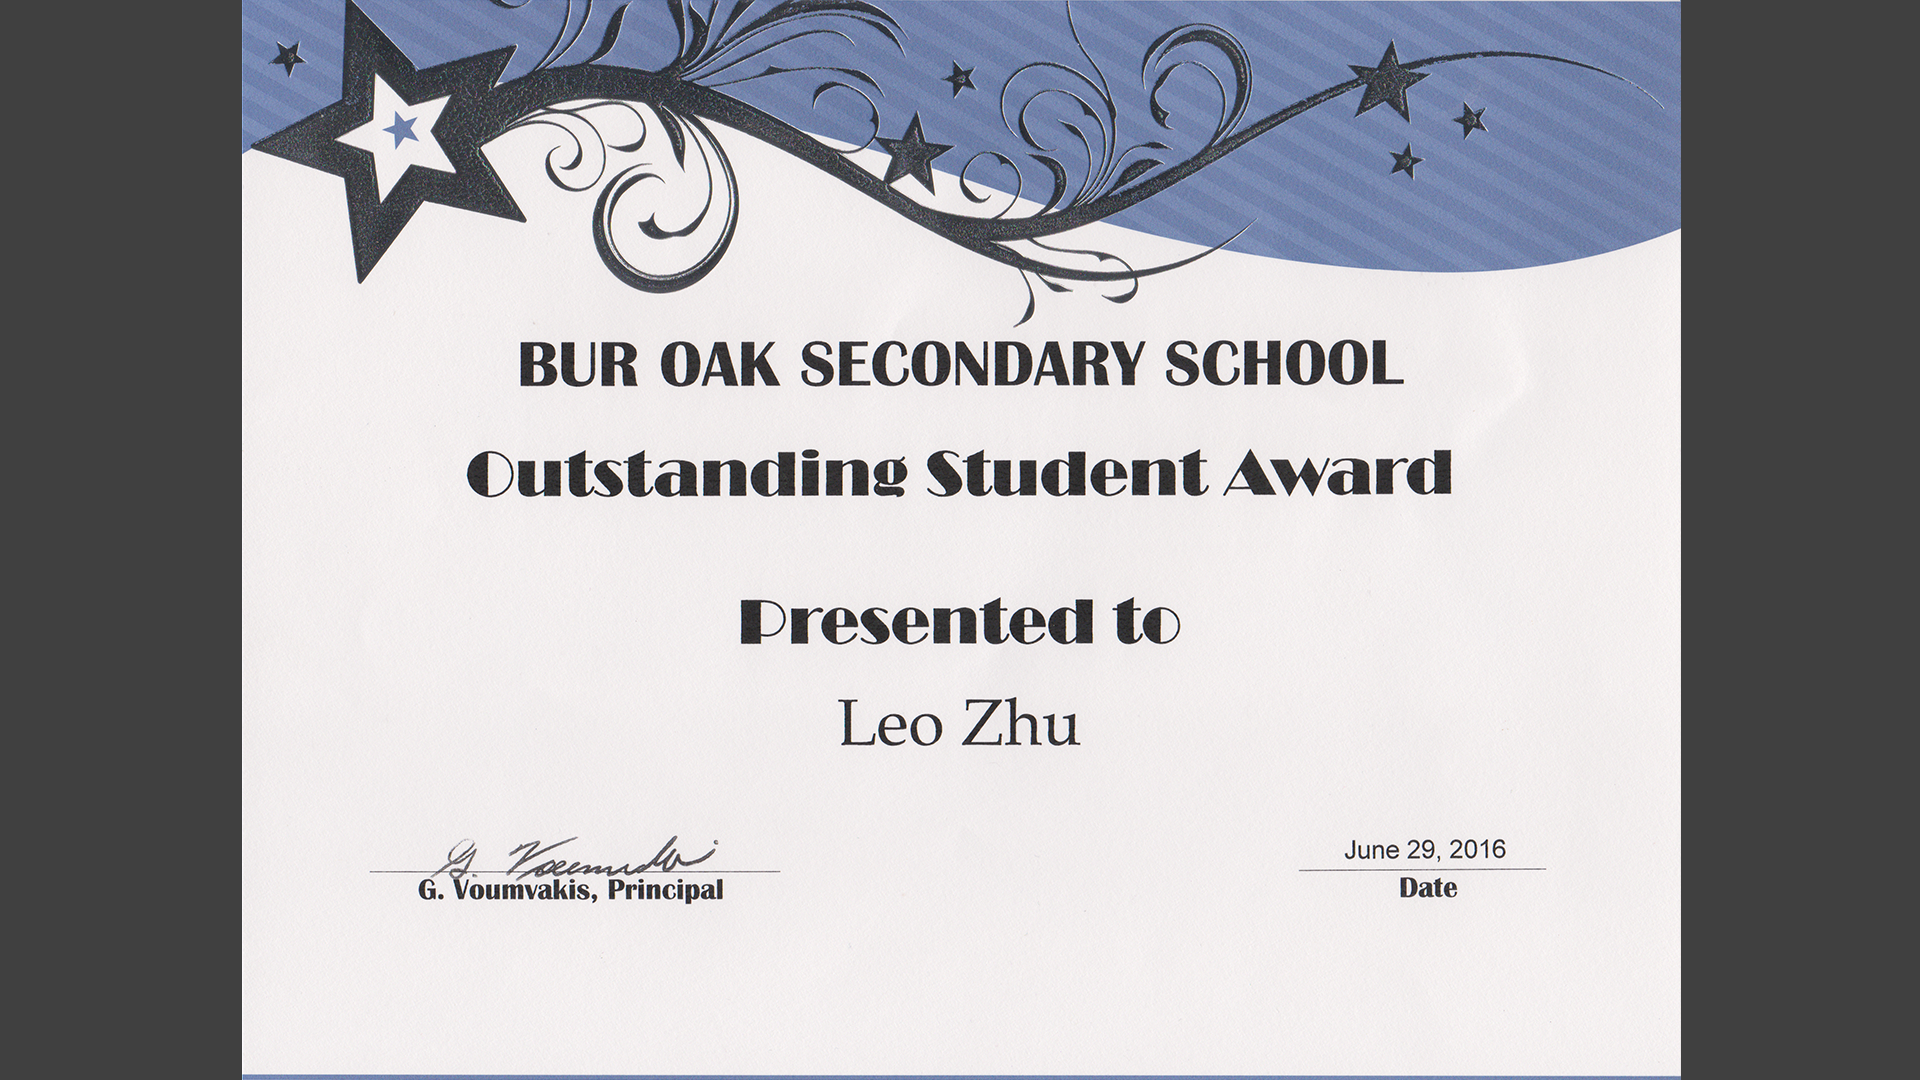 BUR OAK SECONDARY SCHOOL
Outstanding Student Award
Presented to
Leo Zhu
G. Voumvakis
G. Voumvakis, Principal
June 29, 2016
Date